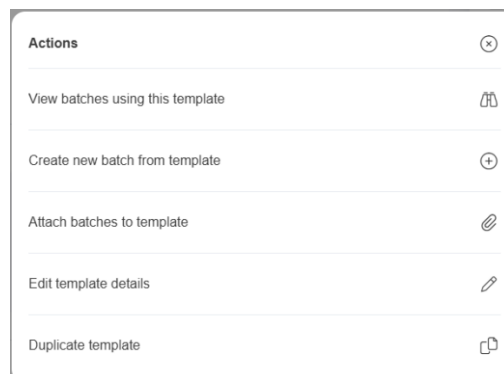 Actions
View batches using this template
Create new batch from template
Attach batches to template
Edit template details
Duplicate template